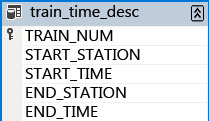 train_time_desc
TRAIN_NUM
START_STATION
START_TIME
END_STATION
END_TIME